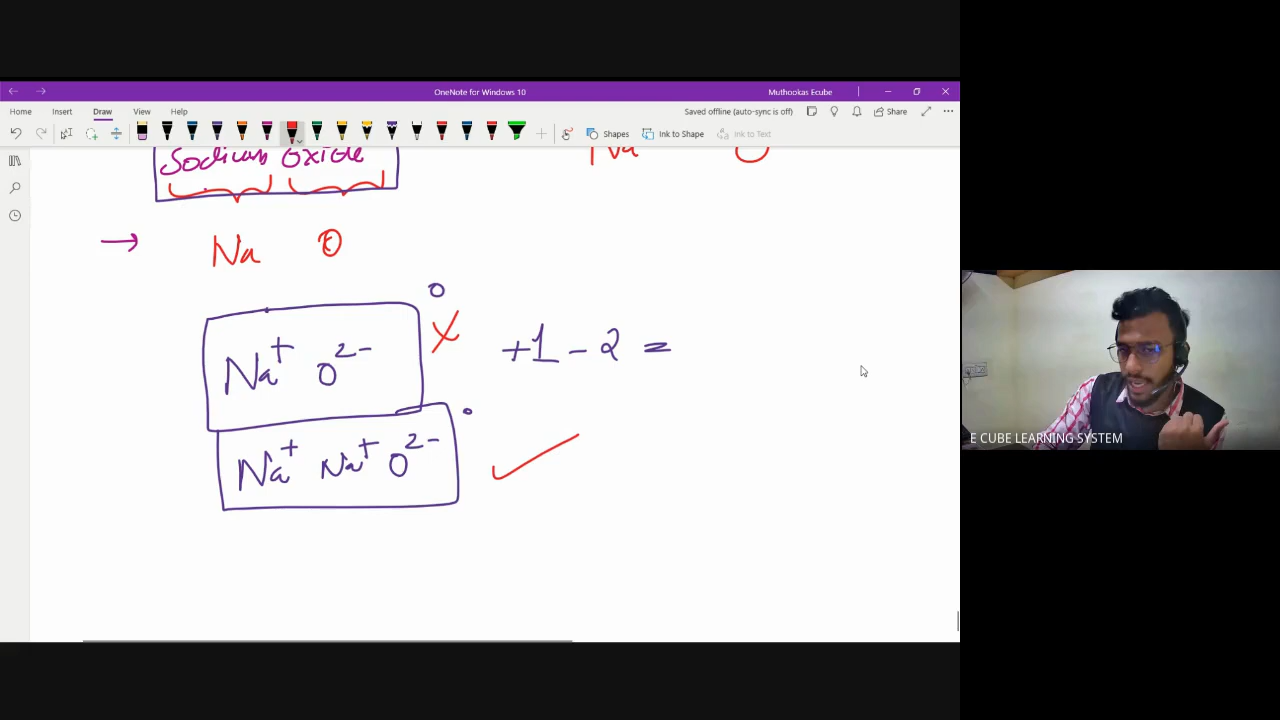 OneNote for Windows 10
Muthookas Ecube
Home Insert Draw View Help
Saved offline (auto-sync is off)
Share
Shapes
Ink to Shape
Ink to Text
Sodium Oxide
Na O
→ Na O
0
Na⁺ O²⁻ X +1 - 2 =
Na⁺ Na⁺ O²⁻ ✓
E CUBE LEARNING SYSTEM